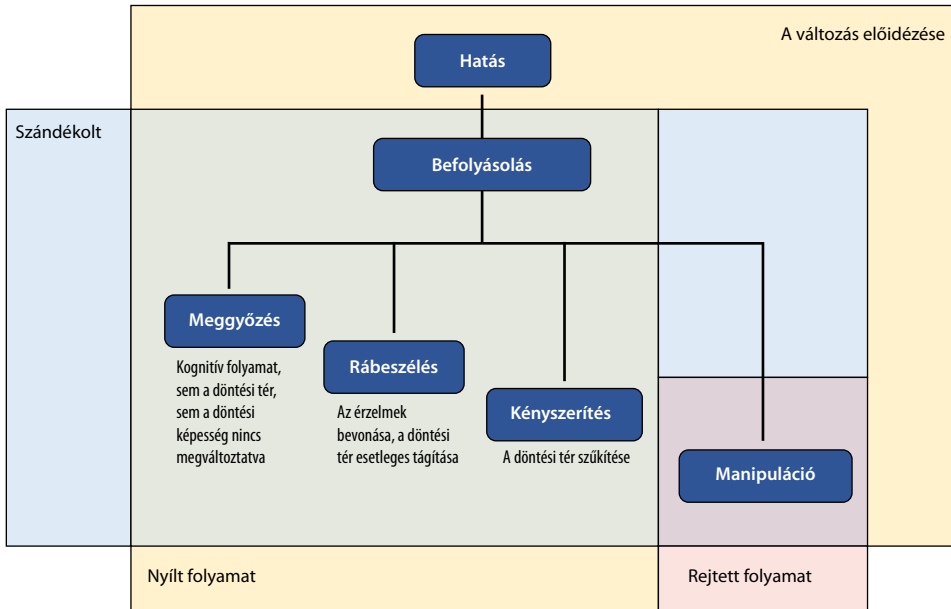 A változás előidézése
Hatás
Szándékolt
Befolyásolás
Meggyőzés
Kognitív folyamat,
sem a döntési tér,
sem a döntési
képesség nincs
megváltoztatva
Rábeszélés
Az érzelmek
bevonása, a döntési
tér esetleges tágítása
Kényszerítés
A döntési tér szűkítése
Manipuláció
Nyílt folyamat
Rejtett folyamat